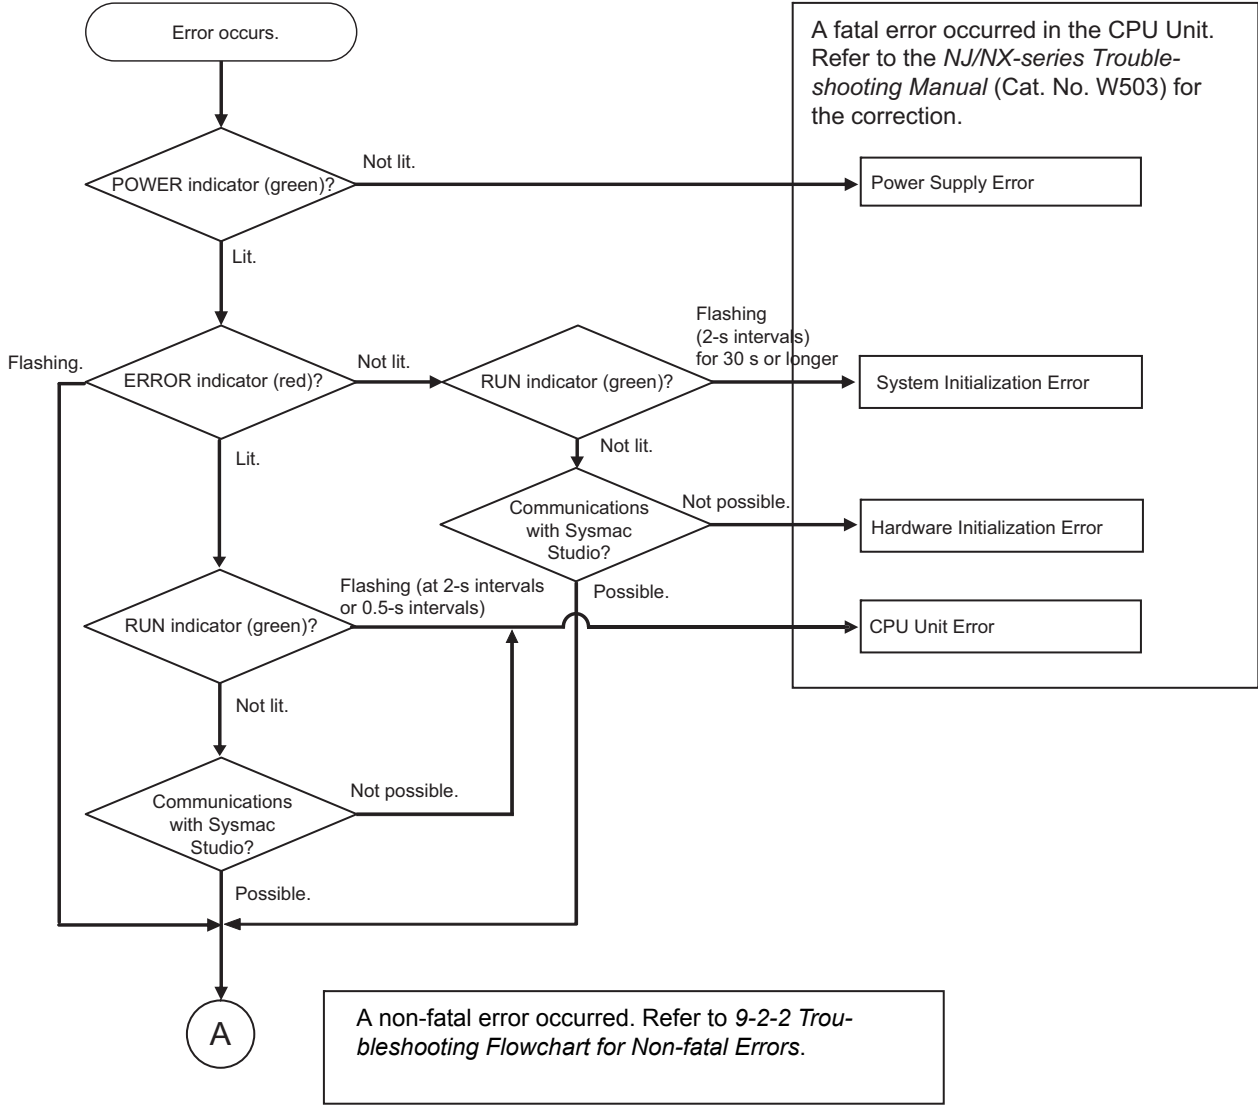 Error occurs.
A fatal error occurred in the CPU Unit.
Refer to the NJ/NX-series Trouble-
shooting Manual (Cat. No. W503) for
the correction.
POWER indicator (green)?
Not lit.
Power Supply Error
Lit.
Flashing.
ERROR indicator (red)?
Not lit.
RUN indicator (green)?
Flashing
(2-s intervals)
for 30 s or longer
System Initialization Error
Lit.
Not lit.
Communications
with Sysmac
Studio?
Not possible.
Hardware Initialization Error
Possible.
RUN indicator (green)?
Flashing (at 2-s intervals
or 0.5-s intervals)
CPU Unit Error
Not lit.
Communications
with Sysmac
Studio?
Not possible.
Possible.
A
A non-fatal error occurred. Refer to 9-2-2 Trou-
bleshooting Flowchart for Non-fatal Errors.